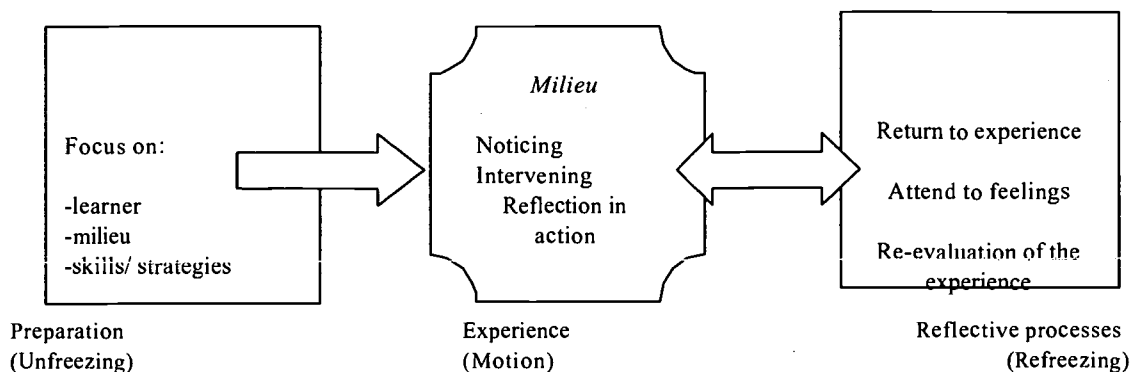 Focus on:
-learner
-milieu
-skills/ strategies
Preparation
(Unfreezing)
Milieu
Noticing
Intervening
Reflection in
action
Experience
(Motion)
Return to experience
Attend to feelings
Re-evaluation of the
experience
Reflective processes
(Refreezing)